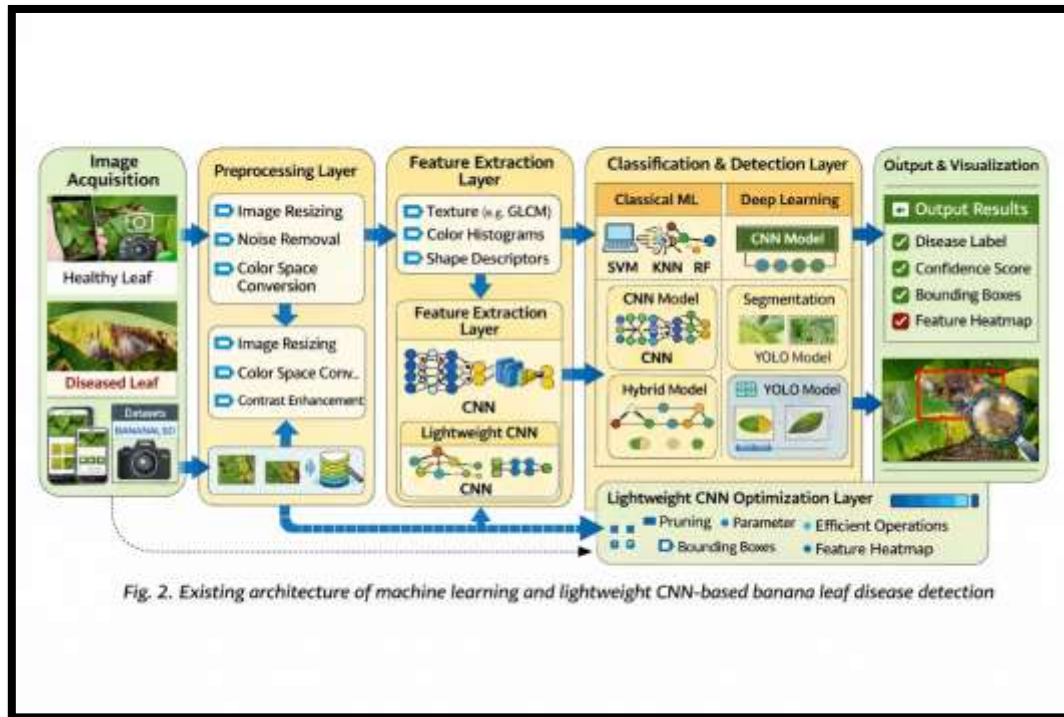 Image
Acquisition
Healthy Leaf
Diseased Leaf
Datasets
Preprocessing Layer
Image Resizing
Noise Removal
Color Space
Conversion
Image Resizing
Color Space Conv..
Contrast Enhancement
Feature Extraction
Layer
Texture (e.g. GLCM)
Color Histograms
Shape Descriptors
Feature Extraction
Layer
CNN
Lightweight CNN
CNN
Classification & Detection Layer
Classical ML
Deep Learning
SVM KNN RF
CNN Model
CNN Model
CNN
Segmentation
YOLO Model
Hybrid Model
YOLO Model
Output & Visualization
Output Results
Disease Label
Confidence Score
Bounding Boxes
Feature Heatmap
Lightweight CNN Optimization Layer
Pruning
Parameter
Efficient Operations
Bounding Boxes
Feature Heatmap
Fig. 2. Existing architecture of machine learning and lightweight CNN-based banana leaf disease detection